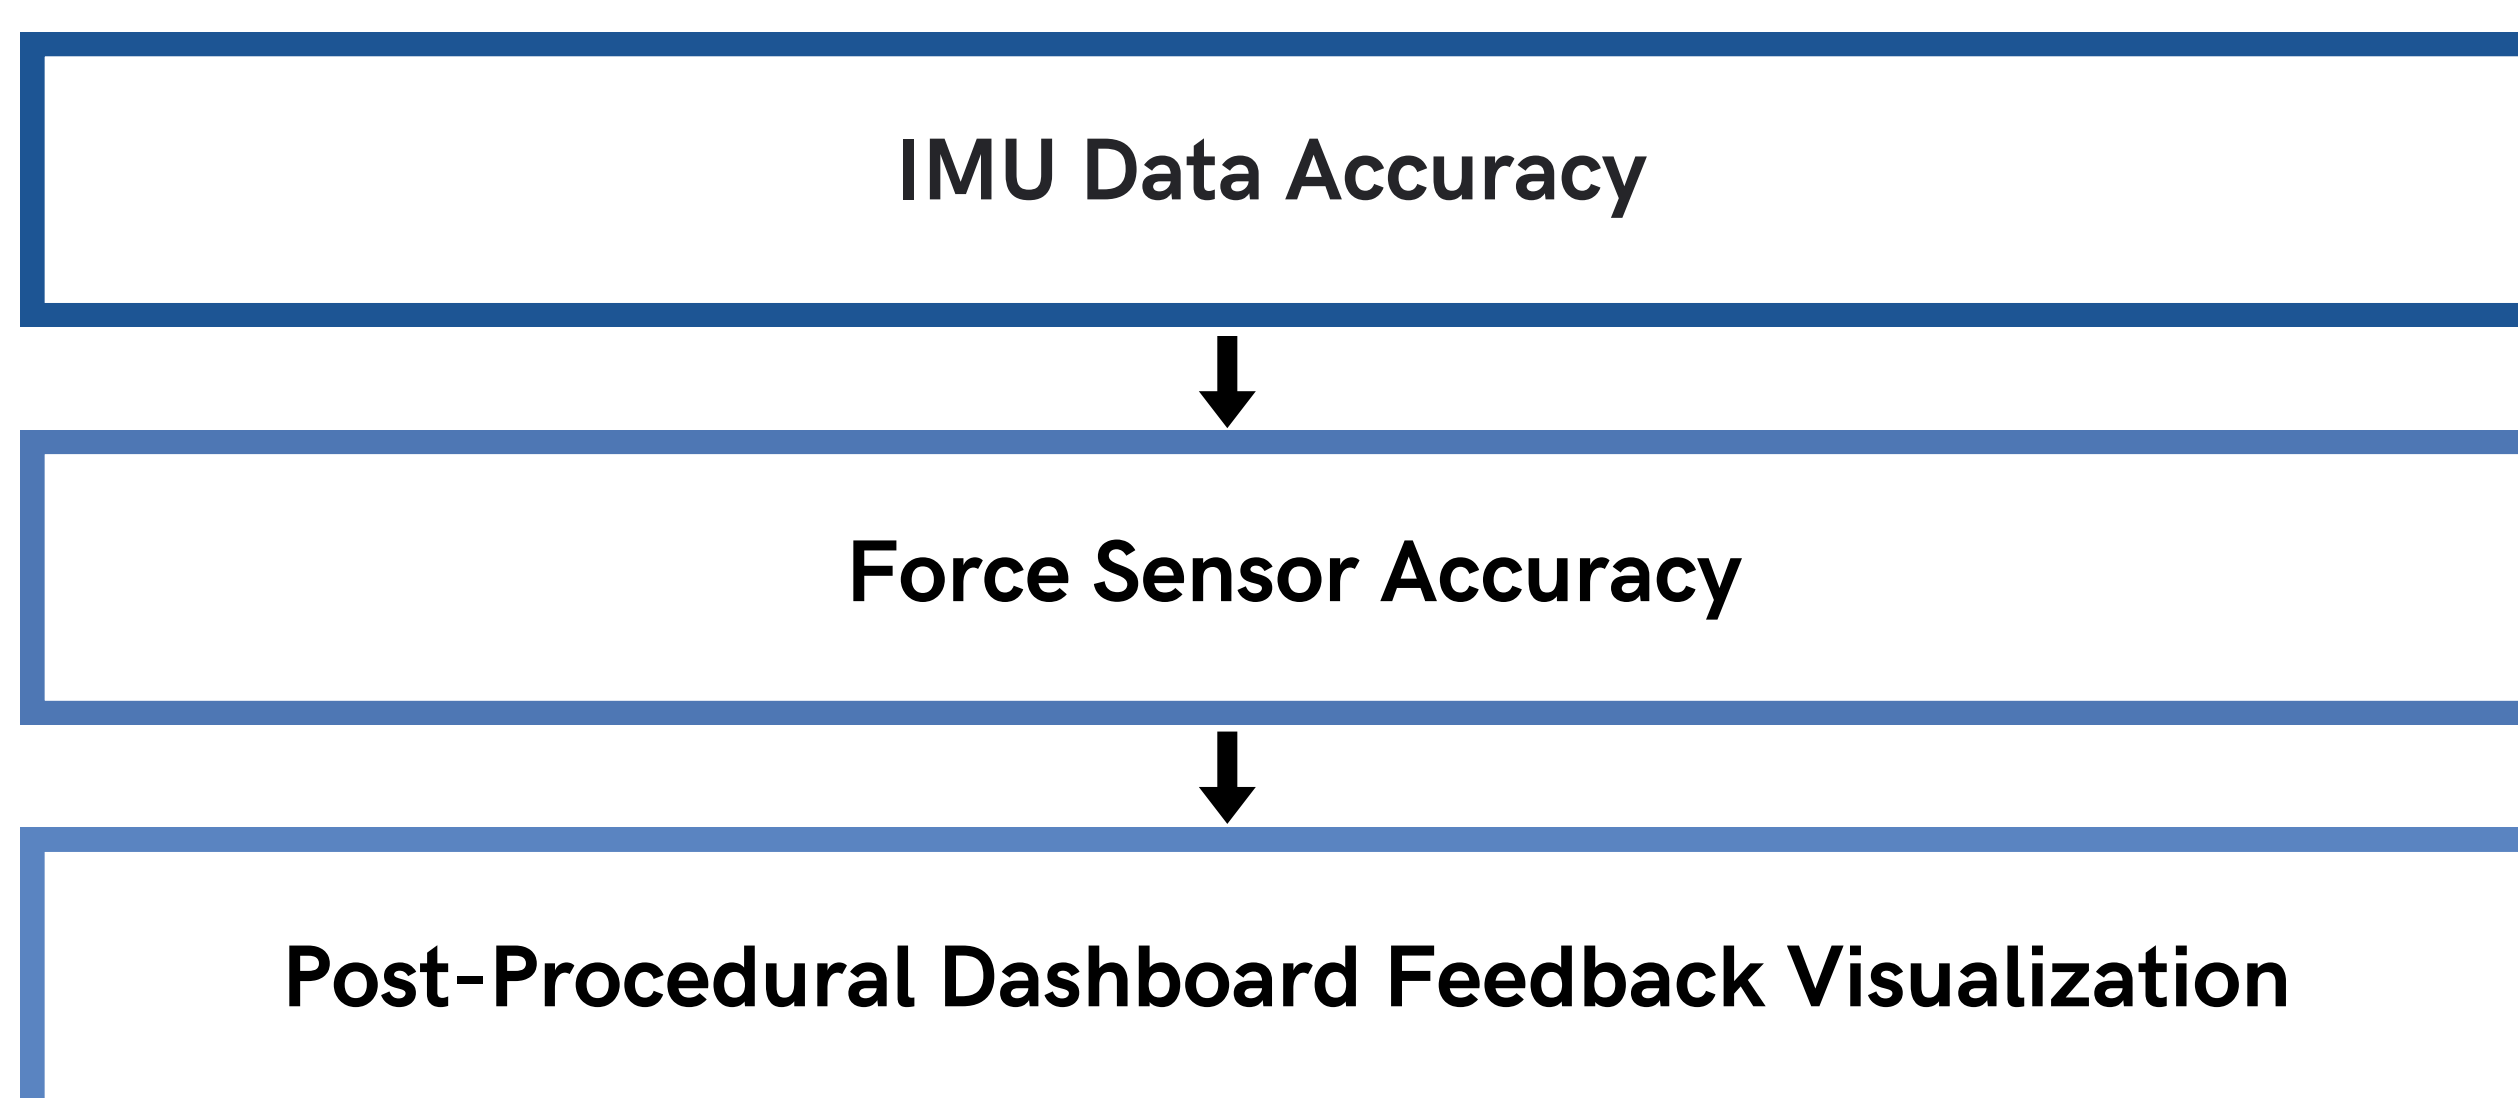 IMU Data Accuracy
Force Sensor Accuracy
Post-Procedural Dashboard Feedback Visualization